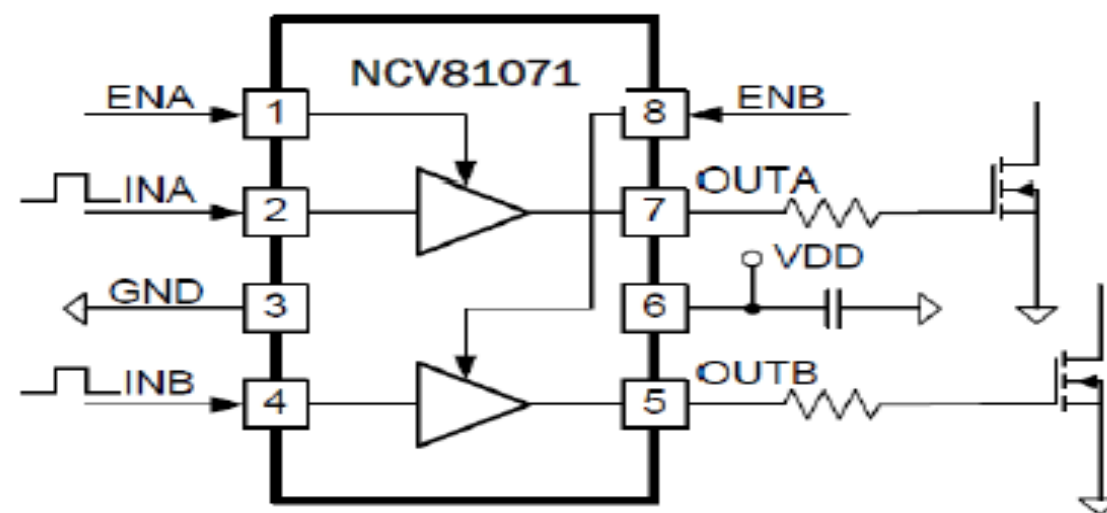 NCV81071
ENA 1 8 ENB
INA 2 7 OUTA
GND 3 6 VDD
INB 4 5 OUTB